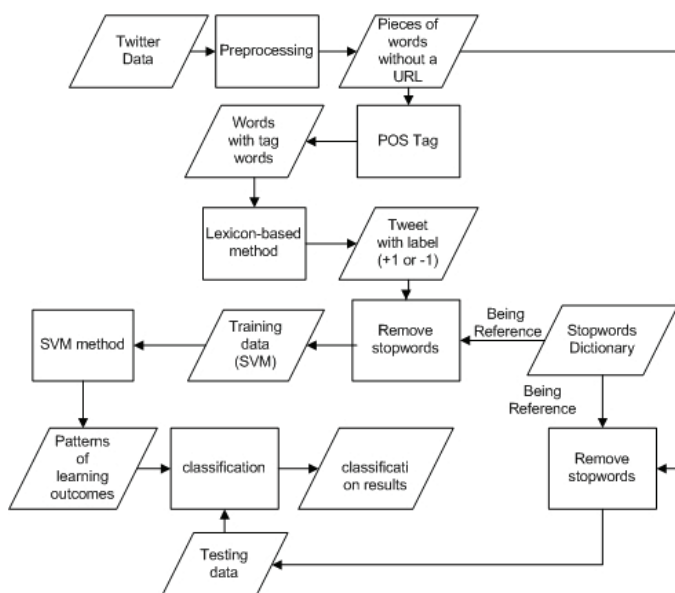 Twitter
Data
Preprocessing
Pieces of
words
without a
URL
Words
with tag
words
POS Tag
Lexicon-based
method
Tweet
with label
(+1 or -1)
SVM method
Training
data
(SVM)
Remove
stopwords
Being
Reference
Stopwords
Dictionary
Being
Reference
Patterns
of
learning
outcomes
classification
classificati
on results
Remove
stopwords
Testing
data